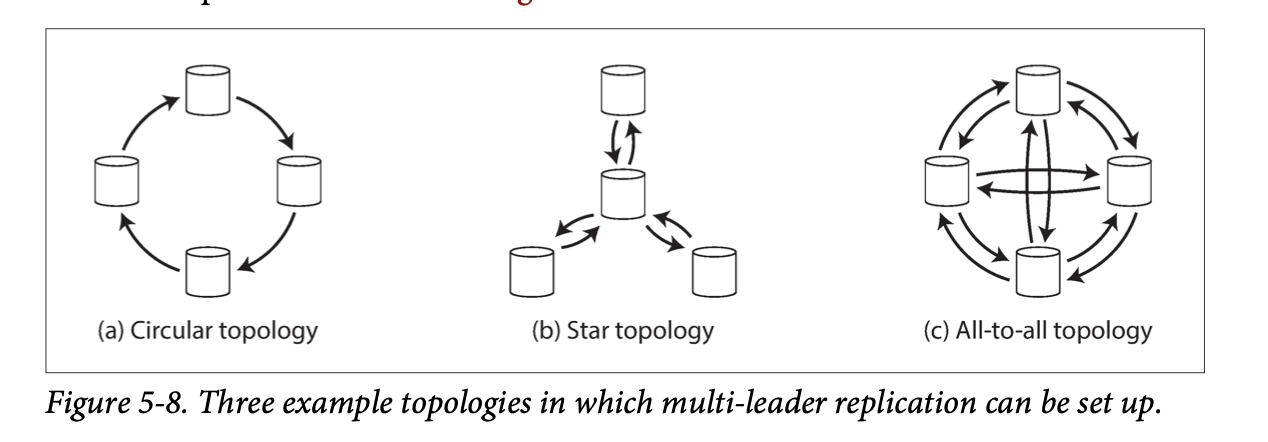 (a) Circular topology
(b) Star topology
(c) All-to-all topology
Figure 5-8. Three example topologies in which multi-leader replication can be set up.